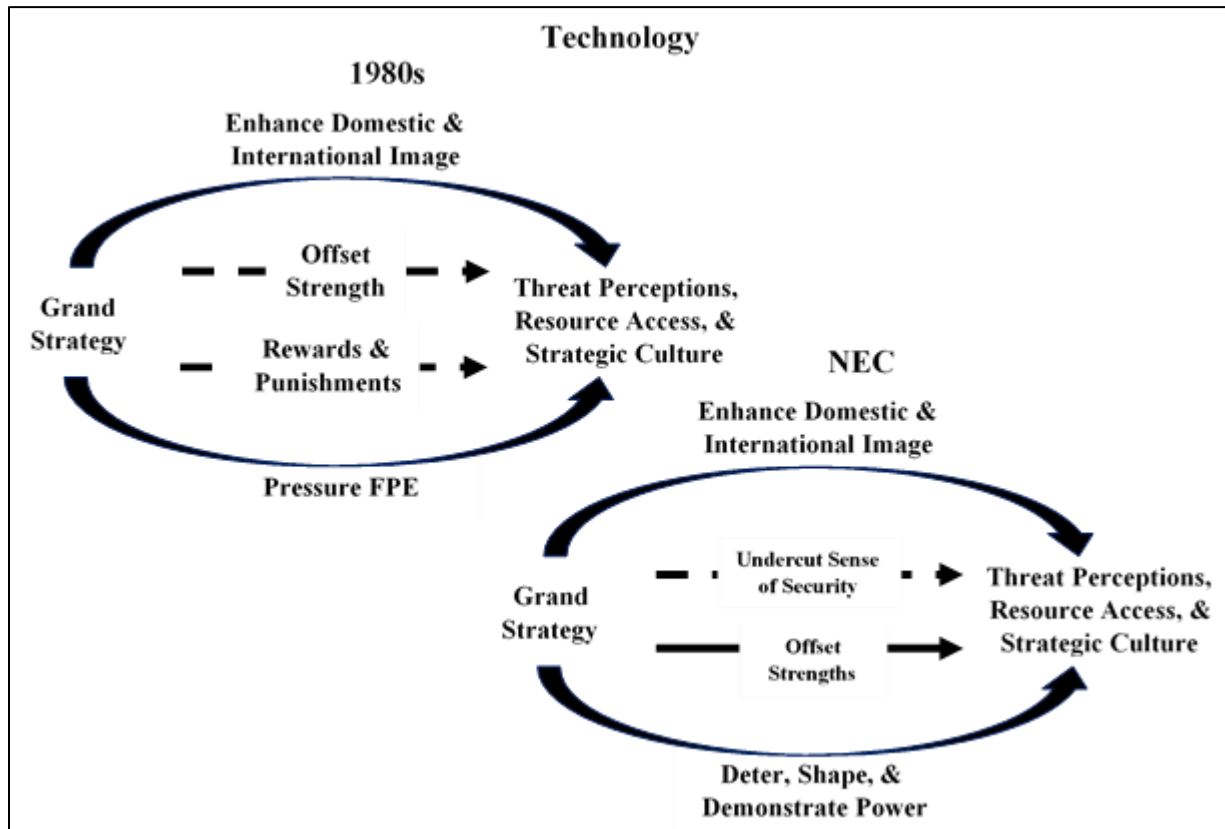 Technology
1980s
Enhance Domestic &
International Image
Offset
Strength
Grand
Strategy
Threat Perceptions,
Resource Access, &
Strategic Culture
Rewards &
Punishments
Pressure FPE
NEC
Enhance Domestic &
International Image
Undercut Sense
of Security
Grand
Strategy
Threat Perceptions,
Resource Access, &
Strategic Culture
Offset
Strengths
Deter, Shape, &
Demonstrate Power